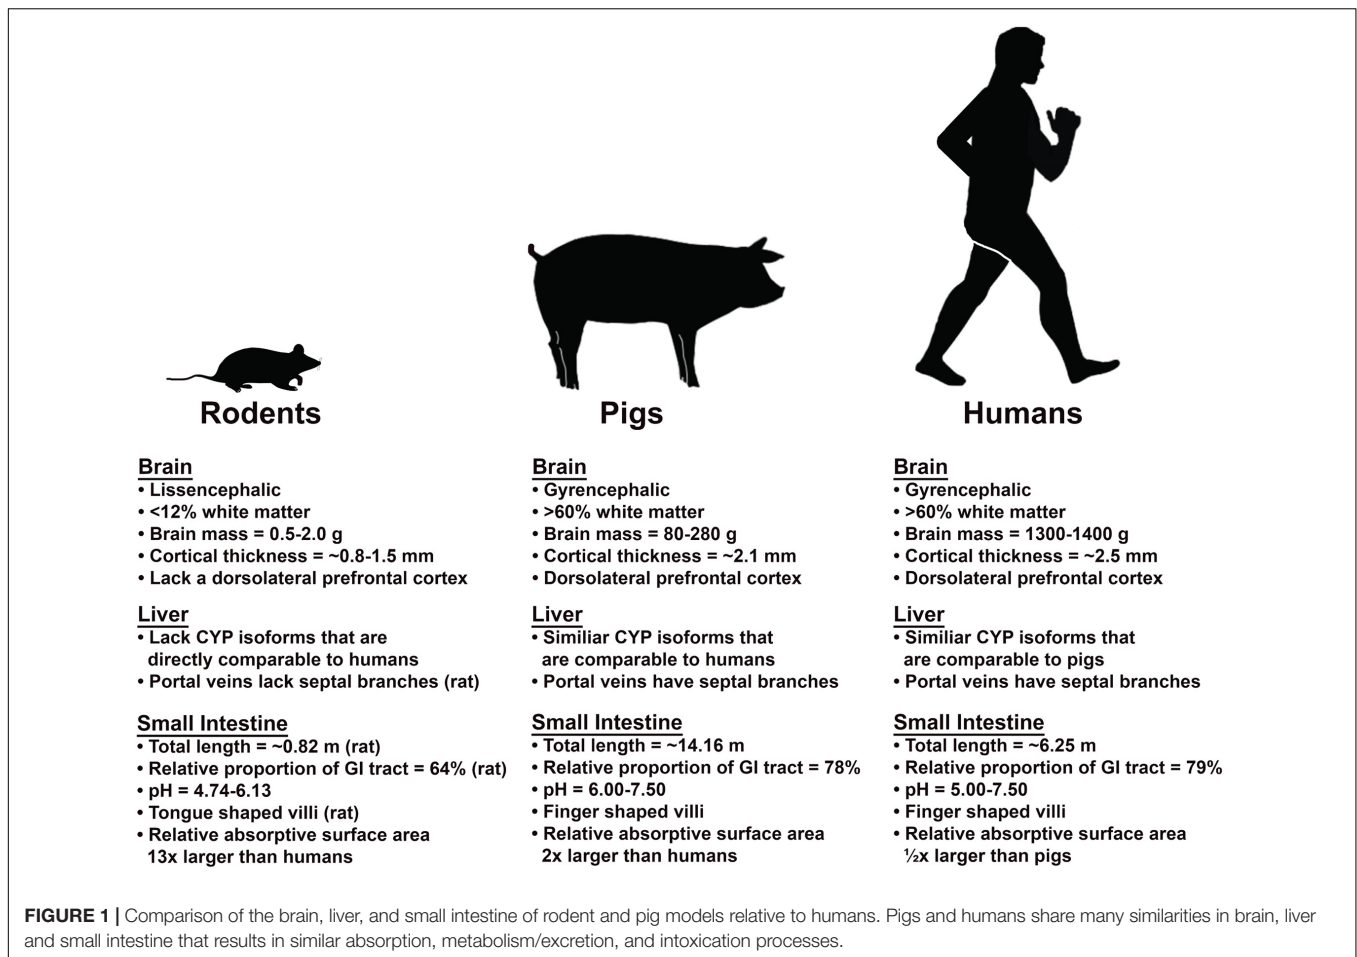 Rodents
Pigs
Humans
Brain
• Lissencephalic
• <12% white matter
• Brain mass = 0.5-2.0 g
• Cortical thickness = ~0.8-1.5 mm
• Lack a dorsolateral prefrontal cortex
Liver
• Lack CYP isoforms that are
directly comparable to humans
• Portal veins lack septal branches (rat)
Small Intestine
• Total length = ~0.82 m (rat)
• Relative proportion of GI tract = 64% (rat)
• pH = 4.74-6.13
• Tongue shaped villi (rat)
• Relative absorptive surface area
13x larger than humans
Brain
• Gyrencephalic
• >60% white matter
• Brain mass = 80-280 g
• Cortical thickness = ~2.1 mm
• Dorsolateral prefrontal cortex
Liver
• Similiar CYP isoforms that
are comparable to humans
• Portal veins have septal branches
Small Intestine
• Total length = ~14.16 m
• Relative proportion of GI tract = 78%
• pH = 6.00-7.50
• Finger shaped villi
• Relative absorptive surface area
2x larger than humans
Brain
• Gyrencephalic
• >60% white matter
• Brain mass = 1300-1400 g
• Cortical thickness = ~2.5 mm
• Dorsolateral prefrontal cortex
Liver
• Similiar CYP isoforms that
are comparable to pigs
• Portal veins have septal branches
Small Intestine
• Total length = ~6.25 m
• Relative proportion of GI tract = 79%
• pH = 5.00-7.50
• Finger shaped villi
• Relative absorptive surface area
½x larger than pigs
FIGURE 1 | Comparison of the brain, liver, and small intestine of rodent and pig models relative to humans. Pigs and humans share many similarities in brain, liver
and small intestine that results in similar absorption, metabolism/excretion, and intoxication processes.